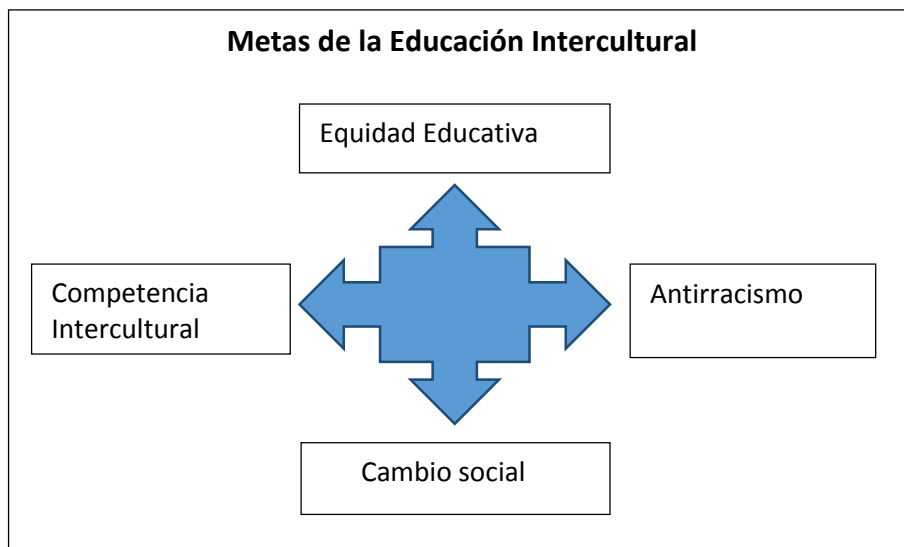 Metas de la Educación Intercultural
Equidad Educativa
Competencia
Intercultural
Antirracismo
Cambio social